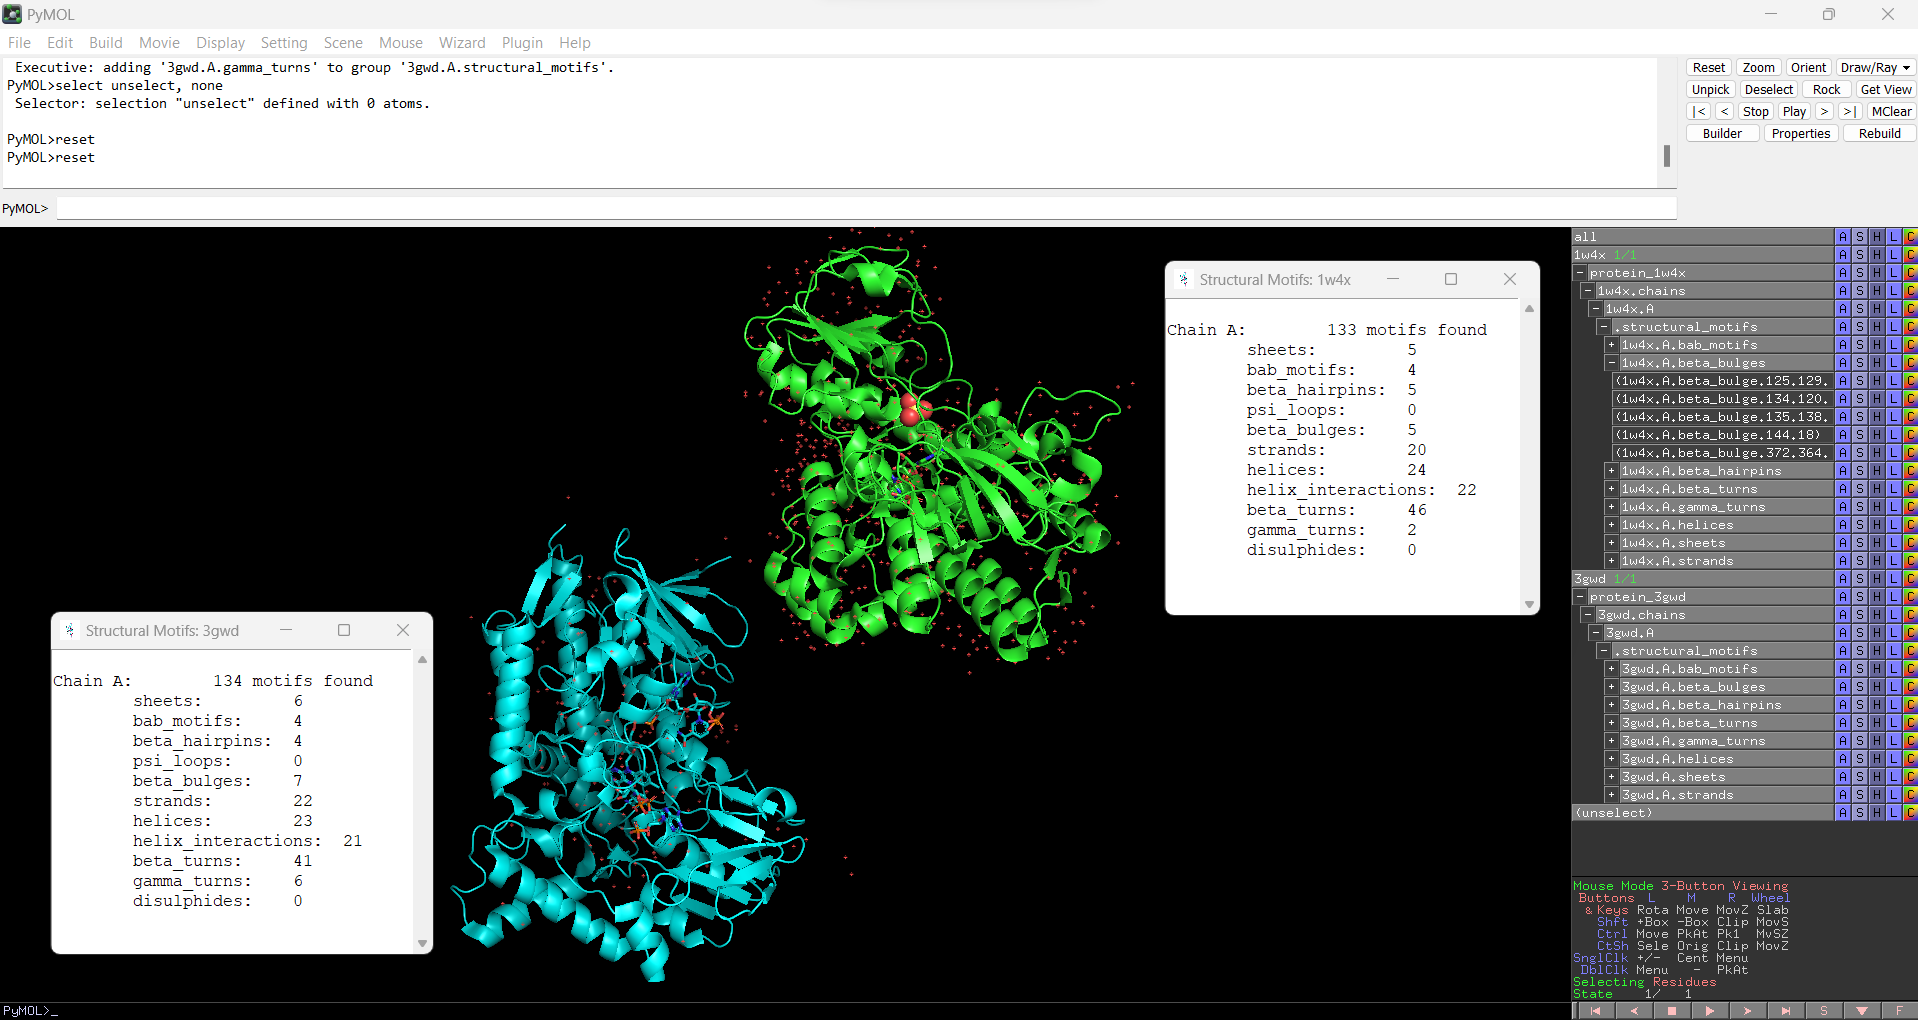 PyMOL
File Edit Build Movie Display Setting Scene Mouse Wizard Plugin Help
Executive: adding '3gwd.A.gamma_turns' to group '3gwd.A.structural_motifs'.
PyMOL>select unselect, none
Selector: selection "unselect" defined with 0 atoms.
PyMOL>reset
PyMOL>reset
PyMOL>
Reset Zoom Orient Draw/Ray
Unpick Deselect Rock Get View
|< < Stop Play > >| MClear
Builder Properties Rebuild
Structural Motifs: 1w4x
Chain A: 133 motifs found
sheets: 5
bab_motifs: 4
beta_hairpins: 5
psi_loops: 0
beta_bulges: 5
strands: 20
helices: 24
helix_interactions: 22
beta_turns: 46
gamma_turns: 2
disulphides: 0
Structural Motifs: 3gwd
Chain A: 134 motifs found
sheets: 6
bab_motifs: 4
beta_hairpins: 4
psi_loops: 0
beta_bulges: 7
strands: 22
helices: 23
helix_interactions: 21
beta_turns: 41
gamma_turns: 6
disulphides: 0
all A S H L C
1w4x 1/1 A S H L C
- protein_1w4x A S H L C
- 1w4x.chains A S H L C
- 1w4x.A A S H L C
- .structural_motifs A S H L C
+ 1w4x.A.bab_motifs A S H L C
- 1w4x.A.beta_bulges A S H L C
(1w4x.A.beta_bulge.125.129. A S H L C
(1w4x.A.beta_bulge.134.120. A S H L C
(1w4x.A.beta_bulge.135.138. A S H L C
(1w4x.A.beta_bulge.144.18) A S H L C
(1w4x.A.beta_bulge.372.364. A S H L C
+ 1w4x.A.beta_hairpins A S H L C
+ 1w4x.A.beta_turns A S H L C
+ 1w4x.A.gamma_turns A S H L C
+ 1w4x.A.helices A S H L C
+ 1w4x.A.sheets A S H L C
+ 1w4x.A.strands A S H L C
3gwd 1/1 A S H L C
- protein_3gwd A S H L C
- 3gwd.chains A S H L C
- 3gwd.A A S H L C
- .structural_motifs A S H L C
+ 3gwd.A.bab_motifs A S H L C
+ 3gwd.A.beta_bulges A S H L C
+ 3gwd.A.beta_hairpins A S H L C
+ 3gwd.A.beta_turns A S H L C
+ 3gwd.A.gamma_turns A S H L C
+ 3gwd.A.helices A S H L C
+ 3gwd.A.sheets A S H L C
+ 3gwd.A.strands A S H L C
(unselect) A S H L C
Mouse Mode 3-Button Viewing
Buttons L M R Wheel
& Keys Rota Move MovZ Slab
Shft +Box -Box Clip MovS
Ctrl Move PkAt Pk1 MvSZ
CtSh Sele Orig Clip MovZ
SnglClk +/- Cent Menu
DblClk Menu - PkAt
Selecting Residues
State 1/ 1
PyMOL>_
S F